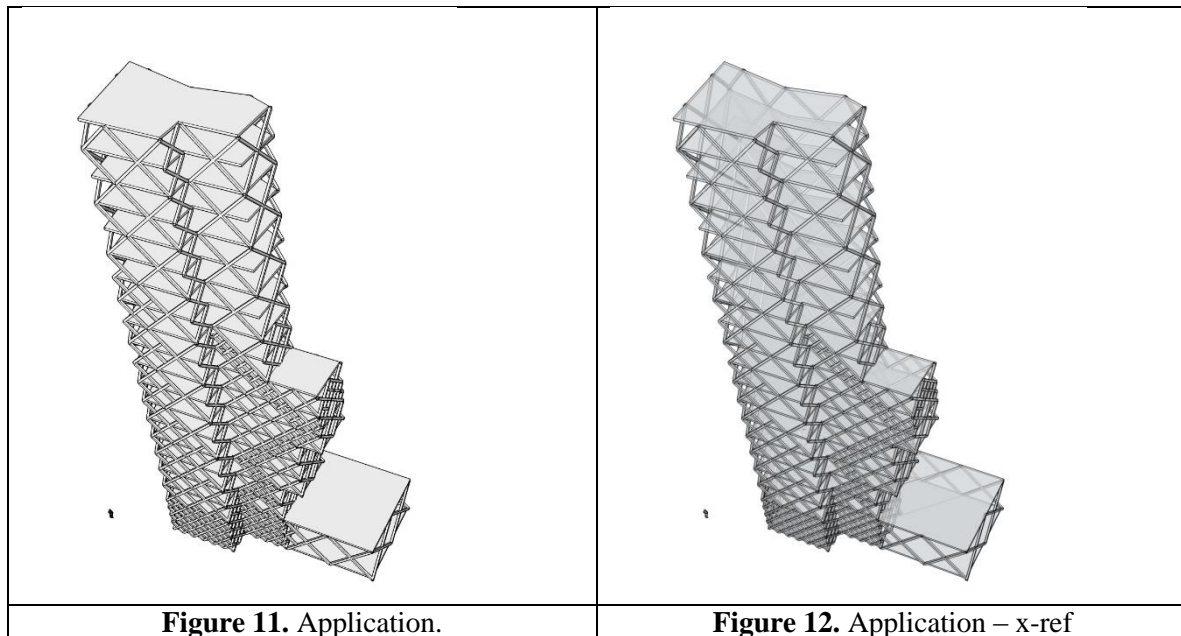 Figure 11. Application.
Figure 12. Application – x-ref